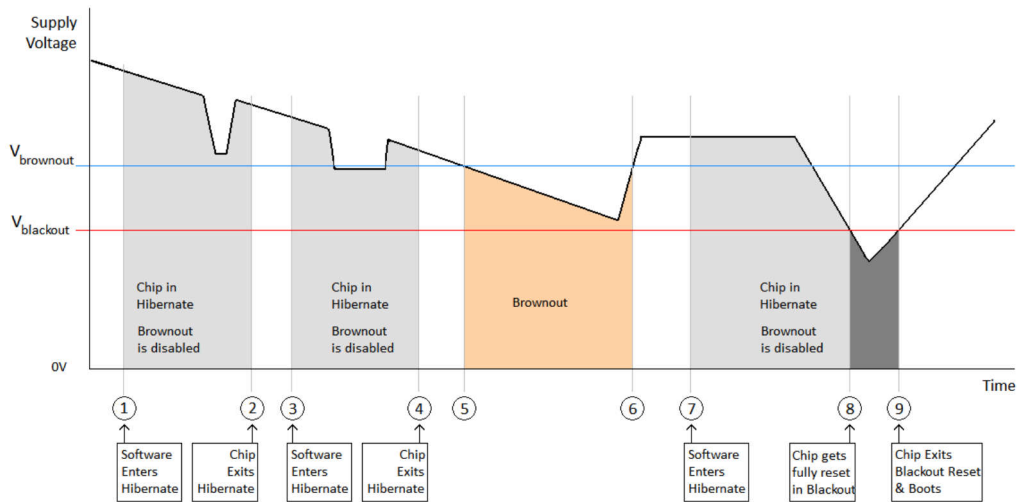 Supply
Voltage
Vbrownout
Vblackout
0V
Time
Chip in
Hibernate
Brownout
is disabled
Chip in
Hibernate
Brownout
is disabled
Brownout
Chip in
Hibernate
Brownout
is disabled
1
2
3
4
5
6
7
8
9
Software
Enters
Hibernate
Chip
Exits
Hibernate
Software
Enters
Hibernate
Chip
Exits
Hibernate
Software
Enters
Hibernate
Chip gets
fully reset
in Blackout
Chip Exits
Blackout Reset
& Boots